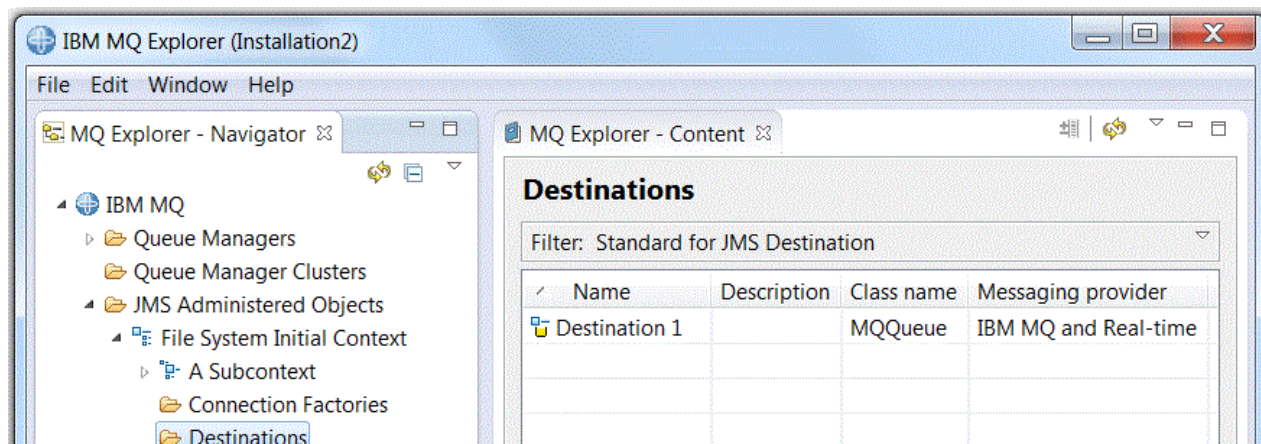 IBM MQ Explorer (Installation2)
File Edit Window Help
MQ Explorer - Navigator
IBM MQ
Queue Managers
Queue Manager Clusters
JMS Administered Objects
File System Initial Context
A Subcontext
Connection Factories
Destinations
MQ Explorer - Content
Destinations
Filter: Standard for JMS Destination
Name Description Class name Messaging provider
Destination 1 MQQueue IBM MQ and Real-time